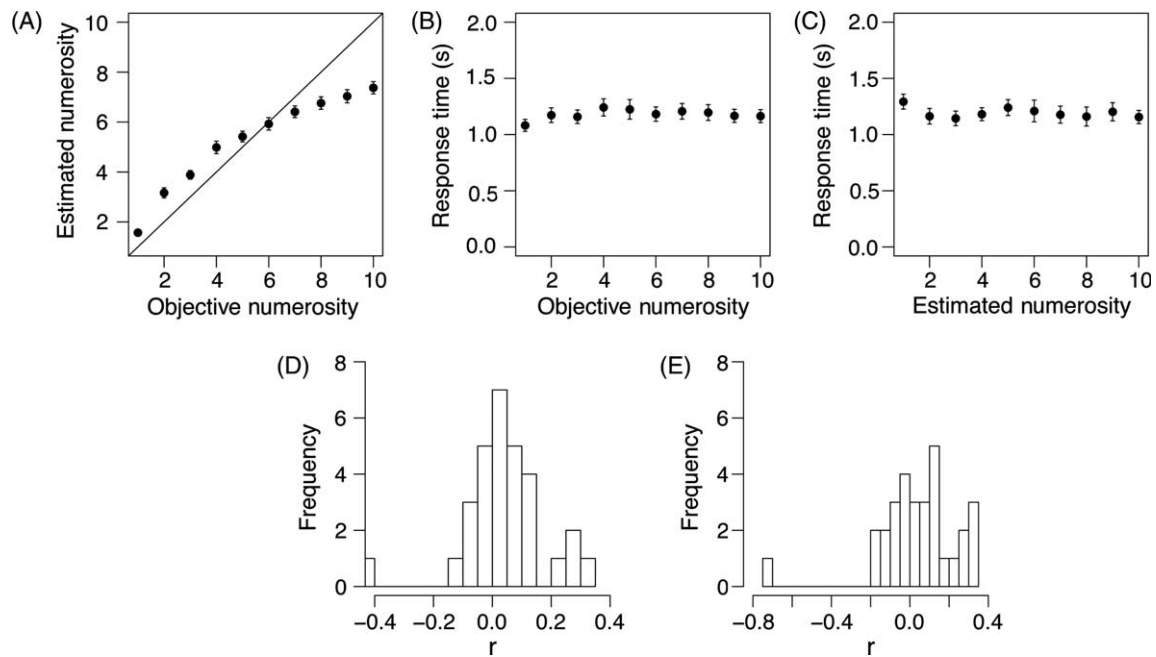 (A)
Estimated numerosity
10
8
6
4
2
2 4 6 8 10
Objective numerosity
(B)
Response time (s)
2.0
1.5
1.0
0.5
0.0
2 4 6 8 10
Objective numerosity
(C)
Response time (s)
2.0
1.5
1.0
0.5
0.0
2 4 6 8 10
Estimated numerosity
(D)
Frequency
8
6
4
2
0
−0.4 −0.2 0.0 0.2 0.4
r
(E)
Frequency
8
6
4
2
0
−0.8 −0.4 0.0 0.4
r